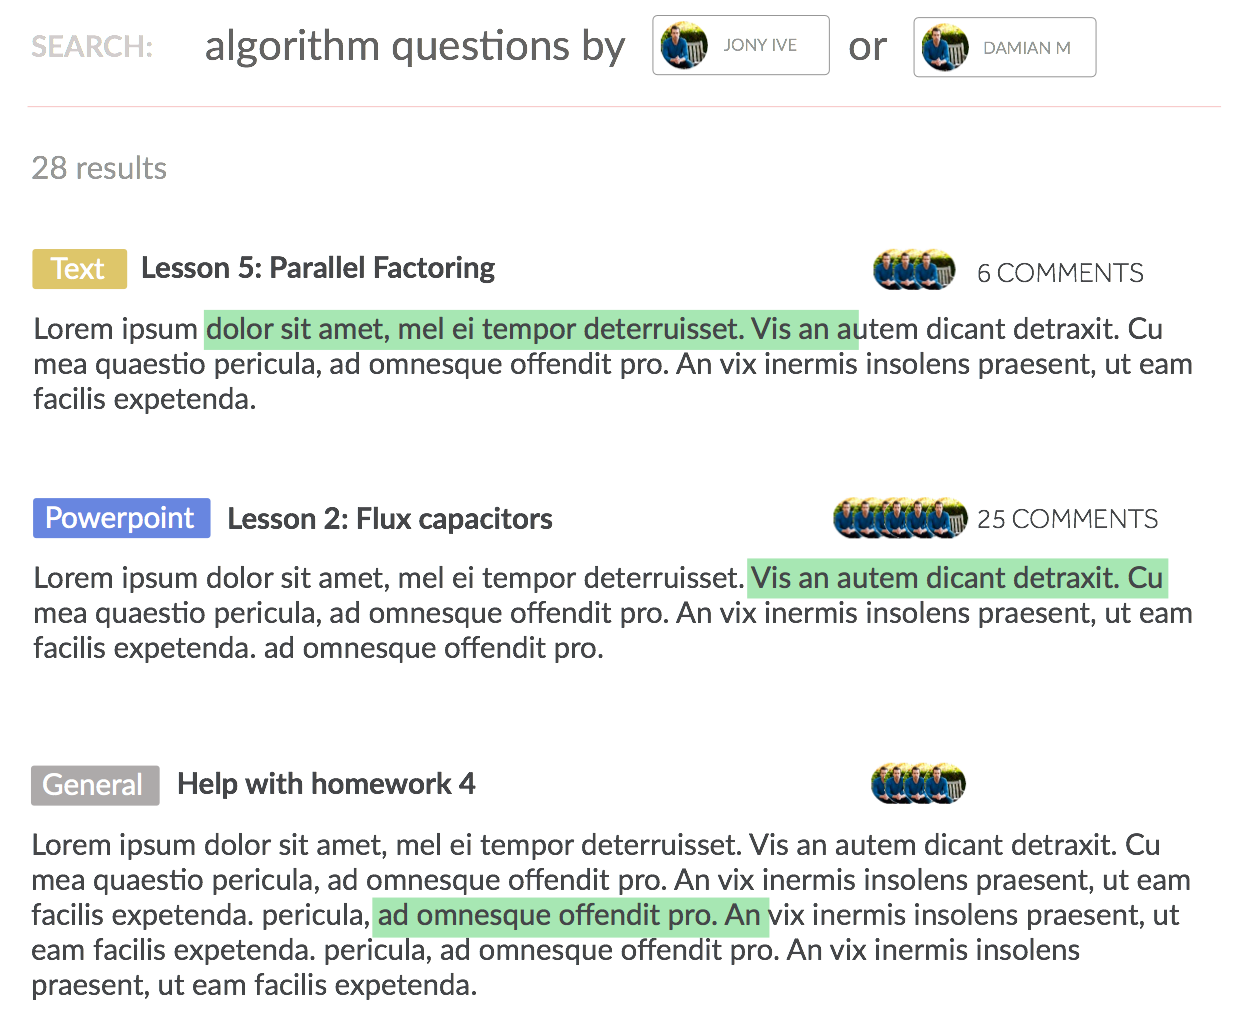 SEARCH: algorithm questions by JONY IVE or DAMIAN M
28 results
Text Lesson 5: Parallel Factoring 6 COMMENTS
Lorem ipsum dolor sit amet, mel ei tempor deterruisset. Vis an autem dicant detraxit. Cu
mea quaestio pericula, ad omnesque offendit pro. An vix inermis insolens praesent, ut eam
facilis expetenda.
Powerpoint Lesson 2: Flux capacitors 25 COMMENTS
Lorem ipsum dolor sit amet, mel ei tempor deterruisset. Vis an autem dicant detraxit. Cu
mea quaestio pericula, ad omnesque offendit pro. An vix inermis insolens praesent, ut eam
facilis expetenda. ad omnesque offendit pro.
General Help with homework 4
Lorem ipsum dolor sit amet, mel ei tempor deterruisset. Vis an autem dicant detraxit. Cu
mea quaestio pericula, ad omnesque offendit pro. An vix inermis insolens praesent, ut eam
facilis expetenda. pericula, ad omnesque offendit pro. An vix inermis insolens praesent, ut
eam facilis expetenda. pericula, ad omnesque offendit pro. An vix inermis insolens
praesent, ut eam facilis expetenda.